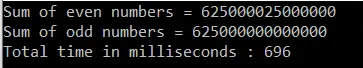 Sum of even numbers = 625000025000000
Sum of odd numbers = 625000000000000
Total time in milliseconds : 696